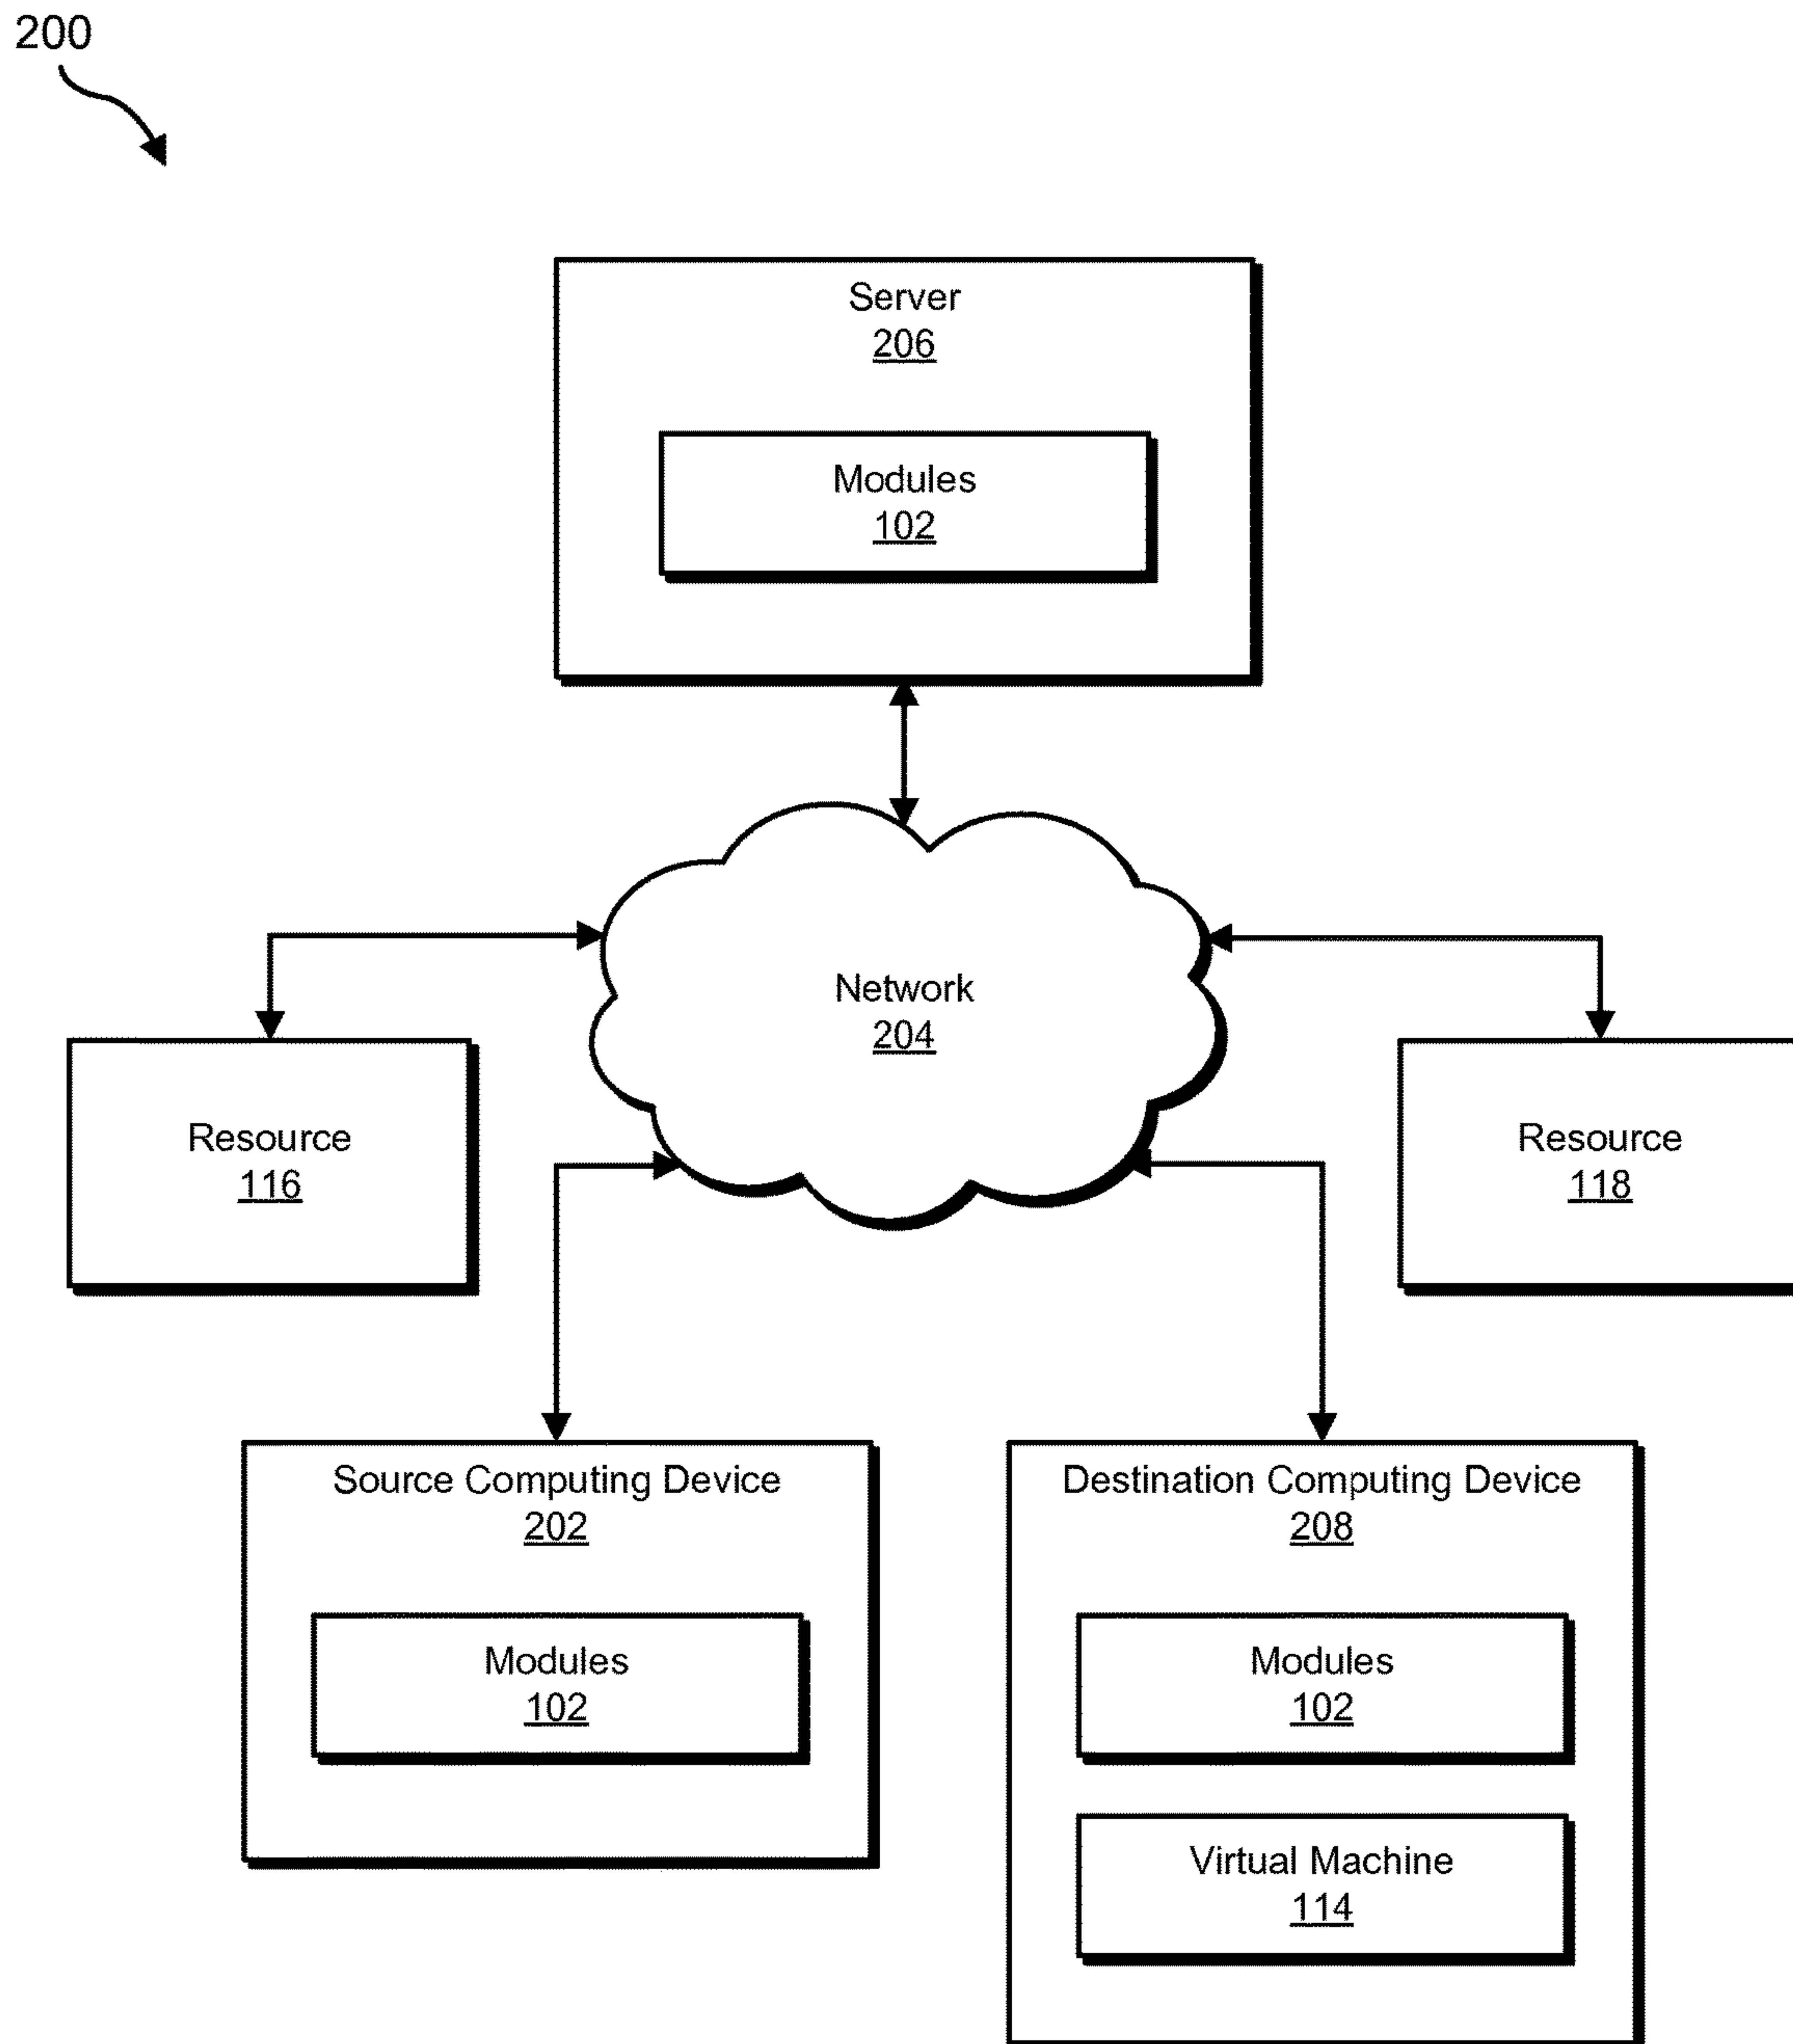 200
Server
206
Modules
102
Network
204
Resource
116
Resource
118
Source Computing Device
202
Modules
102
Destination Computing Device
208
Modules
102
Virtual Machine
114